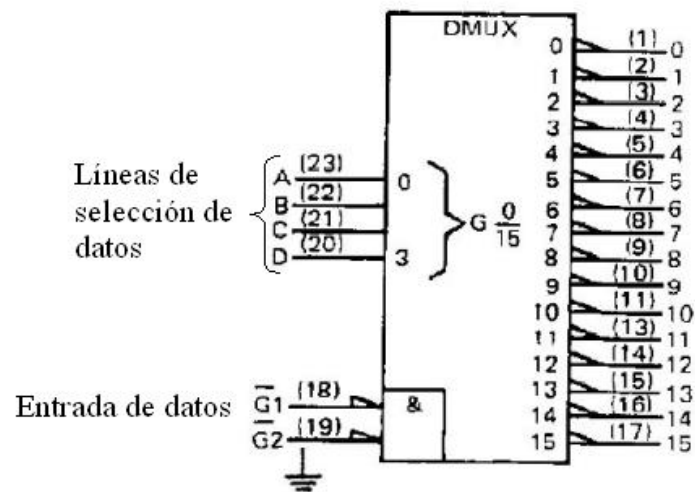 DMUX
0 (1) 0
1 (2) 1
2 (3) 2
3 (4) 3
4 (5) 4
5 (6) 5
6 (7) 6
7 (8) 7
8 (9) 8
9 (10) 9
10 (11) 10
11 (13) 11
12 (14) 12
13 (15) 13
14 (16) 14
15 (17) 15
Líneas de
selección de
datos
A (23) 0
B (22)
C (21)
D (20) 3
G 0/15
Entrada de datos
G̅1 (18) &
G̅2 (19)